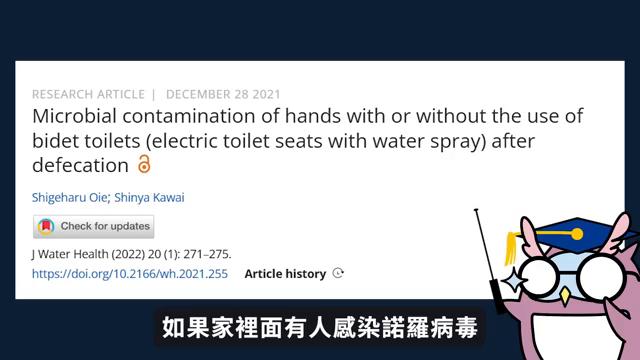 RESEARCH ARTICLE | DECEMBER 28 2021
Microbial contamination of hands with or without the use of
bidet toilets (electric toilet seats with water spray) after
defecation
Shigeharu Oie; Shinya Kawai
Check for updates
J Water Health (2022) 20 (1): 271–275.
https://doi.org/10.2166/wh.2021.255 Article history
如果家裡面有人感染諾羅病毒